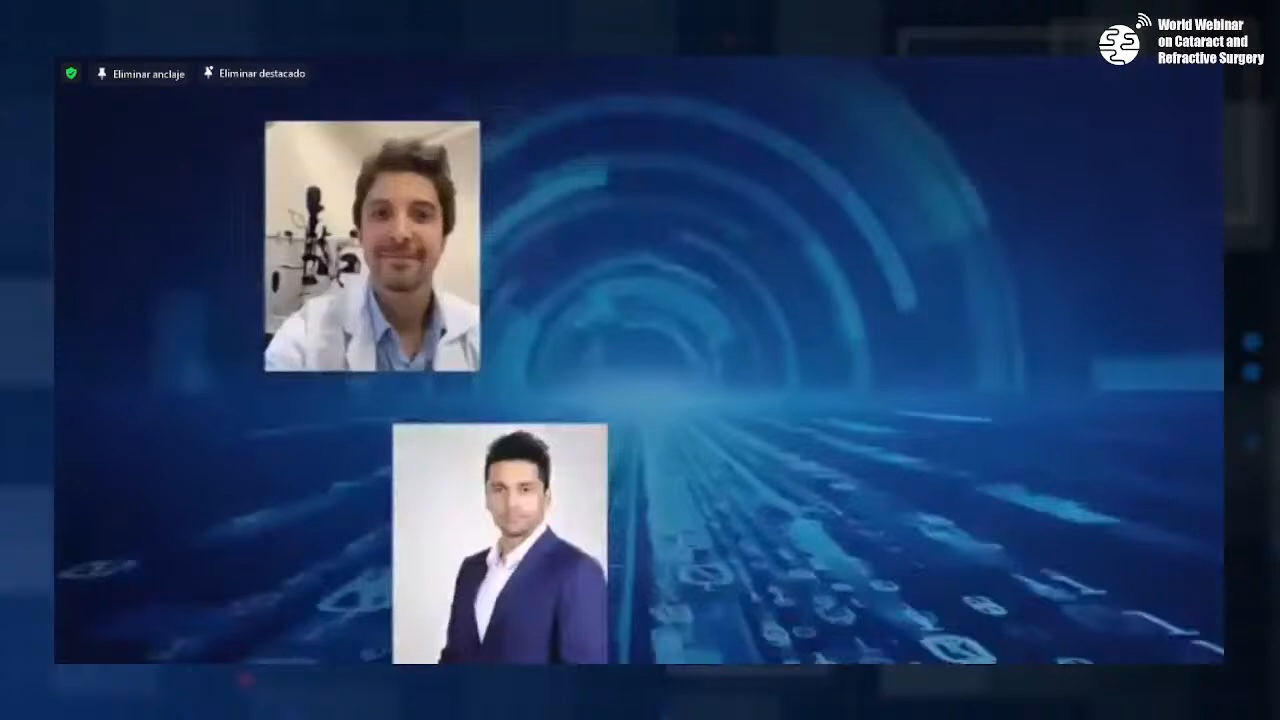 World Webinar
on Cataract and
Refractive Surgery
Eliminar anclaje Eliminar destacado